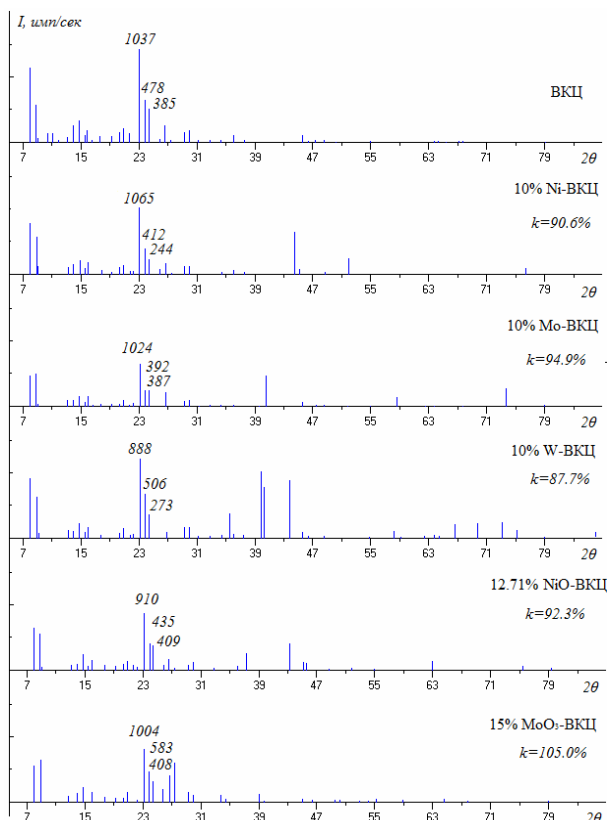 I, имп/сек
1037
478
385
ВКЦ
7 15 23 31 39 47 55 63 71 79 2θ
10% Ni-ВКЦ
1065
k=90.6%
412
244
7 15 23 31 39 47 55 63 71 79 2θ
10% Mo-ВКЦ
1024
k=94.9%
392
387
7 15 23 31 39 47 55 63 71 79 2θ
10% W-ВКЦ
888
k=87.7%
506
273
7 15 23 31 39 47 55 63 71 79 2θ
12.71% NiO-ВКЦ
910
k=92.3%
435
409
7 15 23 31 39 47 55 63 71 79 2θ
15% MoO₃-ВКЦ
1004
583
k=105.0%
408
7 15 23 31 39 47 55 63 71 79 2θ